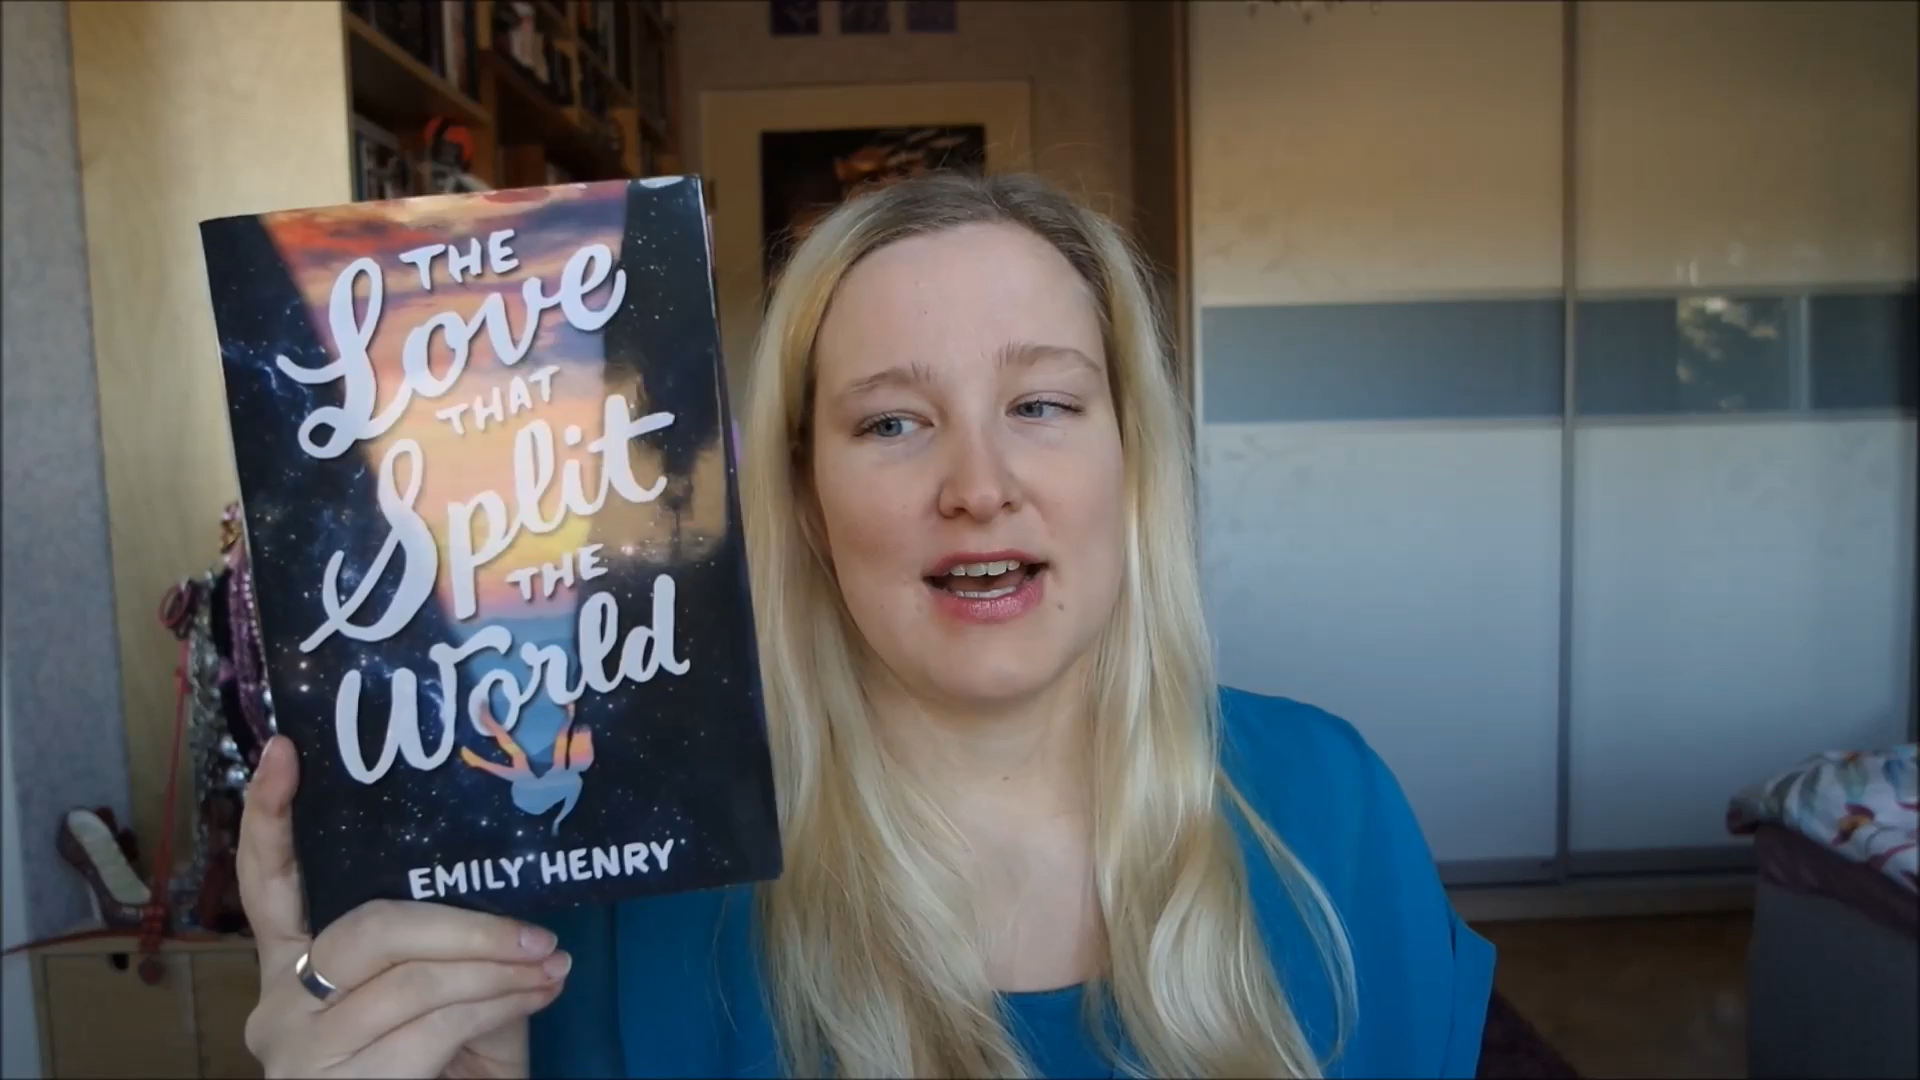 THE
Love
THAT
Split
THE
World
EMILY HENRY